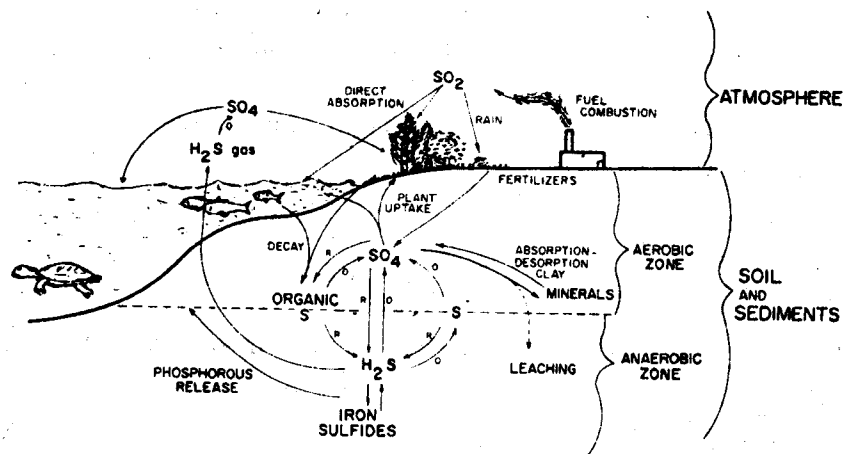 SO2
DIRECT
ABSORPTION
FUEL
COMBUSTION
ATMOSPHERE
SO4
O
RAIN
H2S gas
FERTILIZERS
PLANT
UPTAKE
DECAY
SO4
ABSORPTION-
DESORPTION
CLAY
AEROBIC
ZONE
R
O
O
R
O
ORGANIC
S
S
MINERALS
SOIL
AND
SEDIMENTS
R
R
O
H2S
LEACHING
ANAEROBIC
ZONE
PHOSPHOROUS
RELEASE
IRON
SULFIDES